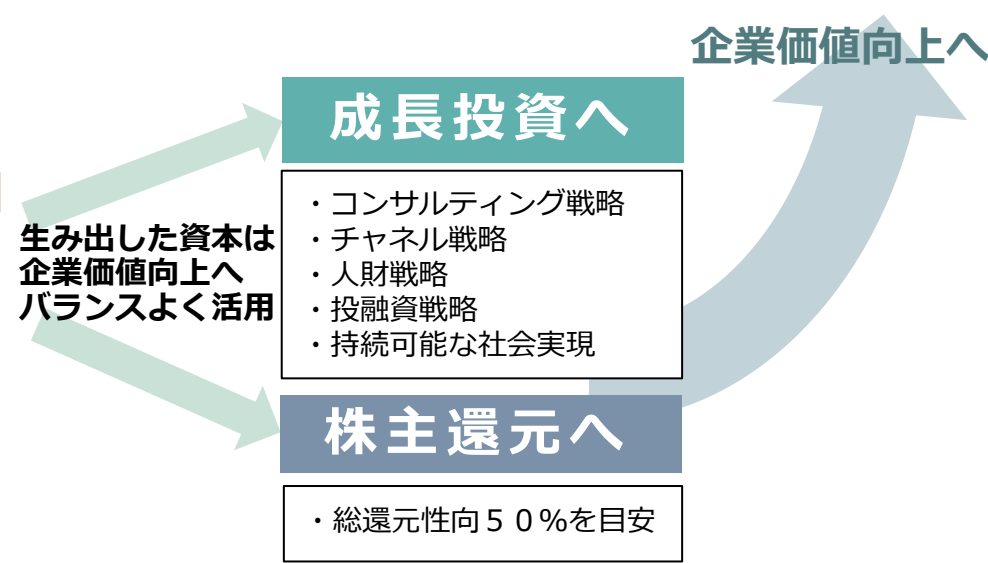 企業価値向上へ
成長投資へ
・コンサルティング戦略
・チャネル戦略
・人財戦略
・投融資戦略
・持続可能な社会実現
生み出した資本は
企業価値向上へ
バランスよく活用
株主還元へ
・総還元性向５０%を目安